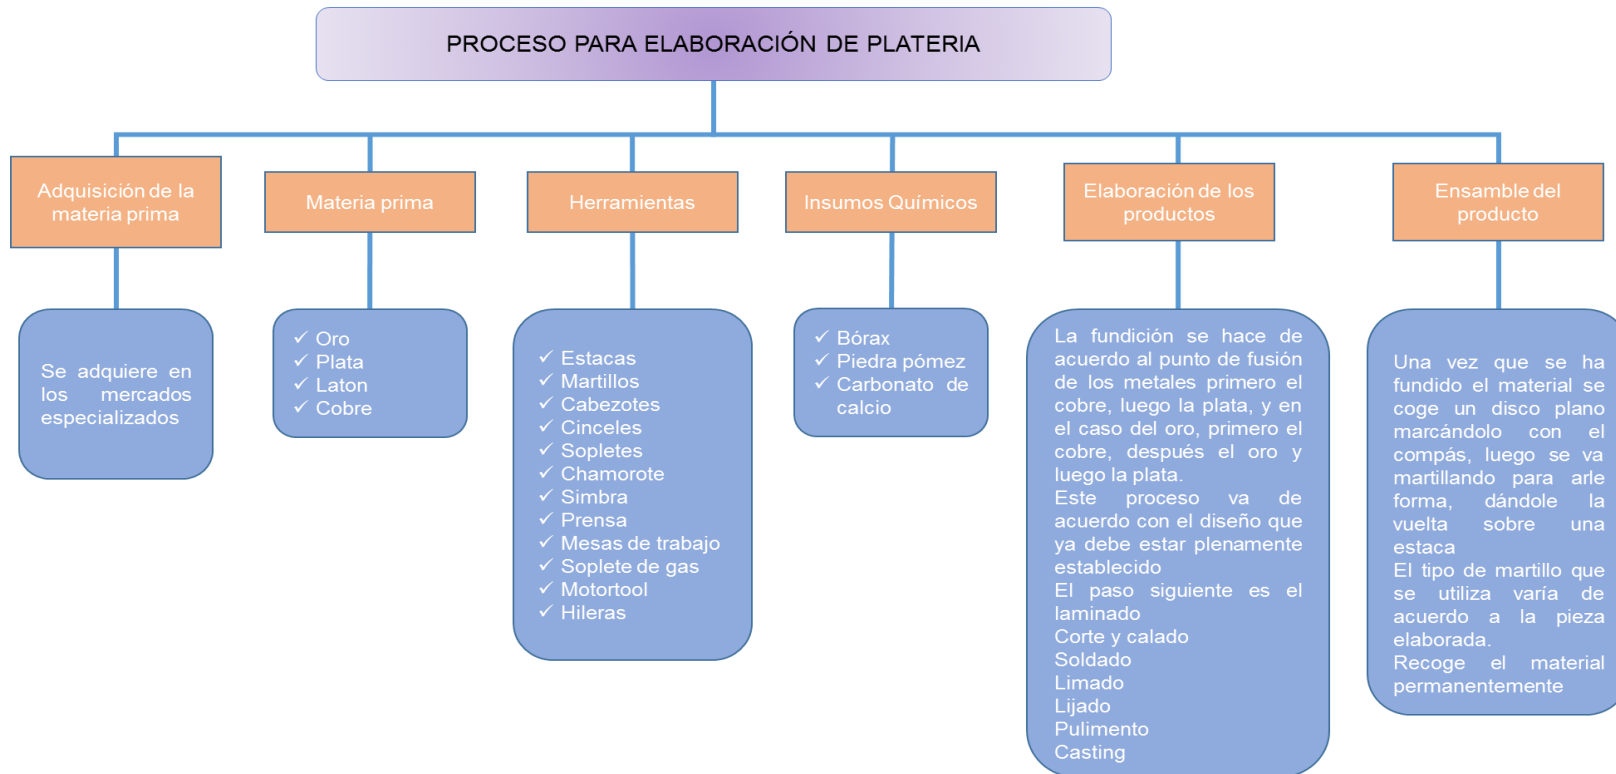 PROCESO PARA ELABORACIÓN DE PLATERIA
Adquisición de la
materia prima
Materia prima
Herramientas
Insumos Químicos
Elaboración de los
productos
Ensamble del
producto
Se adquiere en
los mercados
especializados
✓ Oro
✓ Plata
✓ Laton
✓ Cobre
✓ Estacas
✓ Martillos
✓ Cabezotes
✓ Cinceles
✓ Sopletes
✓ Chamorote
✓ Simbra
✓ Prensa
✓ Mesas de trabajo
✓ Soplete de gas
✓ Motortool
✓ Hileras
✓ Bórax
✓ Piedra pómez
✓ Carbonato de
calcio
La fundición se hace de
acuerdo al punto de fusión
de los metales primero el
cobre, luego la plata, y en
el caso del oro, primero el
cobre, después el oro y
luego la plata.
Este proceso va de
acuerdo con el diseño que
ya debe estar plenamente
establecido
El paso siguiente es el
laminado
Corte y calado
Soldado
Limado
Lijado
Pulimento
Casting
Una vez que se ha
fundido el material se
coge un disco plano
marcándolo con el
compás, luego se va
martillando para arle
forma, dándole la
vuelta sobre una
estaca
El tipo de martillo que
se utiliza varía de
acuerdo a la pieza
elaborada.
Recoge el material
permanentemente